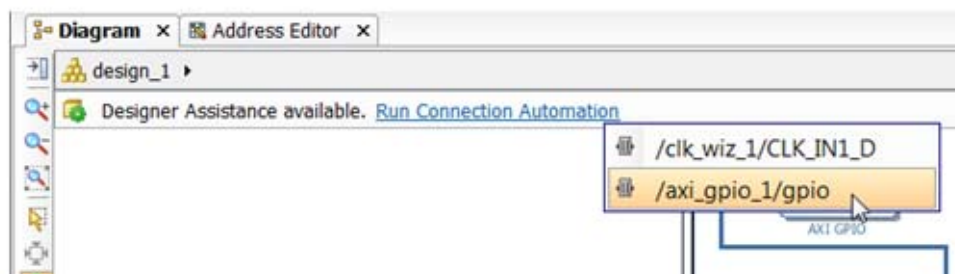 Diagram × Address Editor ×
design_1
Designer Assistance available. Run Connection Automation
/clk_wiz_1/CLK_IN1_D
/axi_gpio_1/gpio
AXI GPIO